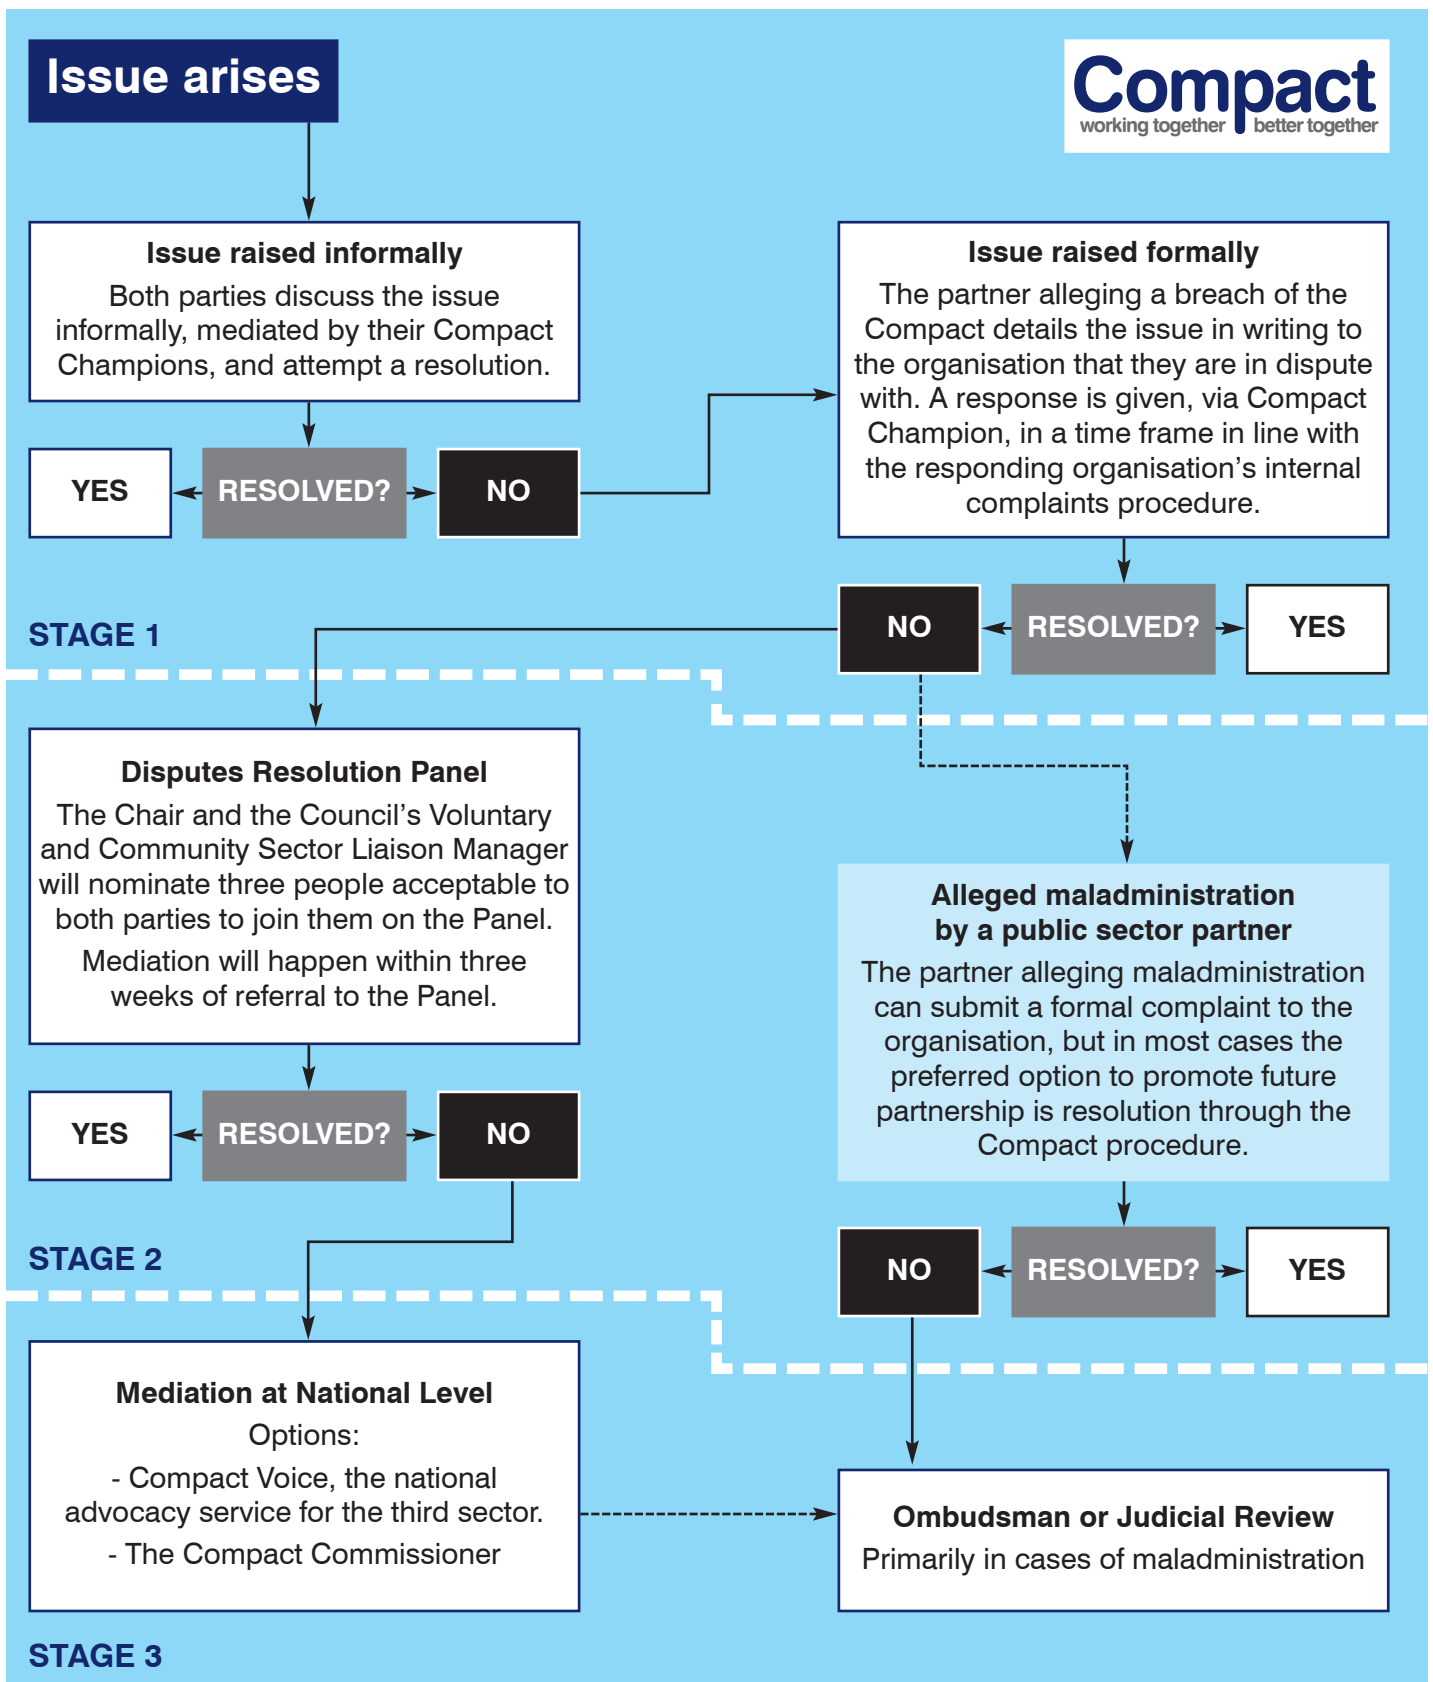 Issue arises
Compact
working together better together
Issue raised informally
Both parties discuss the issue
informally, mediated by their Compact
Champions, and attempt a resolution.
YES
RESOLVED?
NO
Issue raised formally
The partner alleging a breach of the
Compact details the issue in writing to
the organisation that they are in dispute
with. A response is given, via Compact
Champion, in a time frame in line with
the responding organisation’s internal
complaints procedure.
NO
RESOLVED?
YES
STAGE 1
Disputes Resolution Panel
The Chair and the Council’s Voluntary
and Community Sector Liaison Manager
will nominate three people acceptable to
both parties to join them on the Panel.
Mediation will happen within three
weeks of referral to the Panel.
YES
RESOLVED?
NO
Alleged maladministration
by a public sector partner
The partner alleging maladministration
can submit a formal complaint to the
organisation, but in most cases the
preferred option to promote future
partnership is resolution through the
Compact procedure.
NO
RESOLVED?
YES
STAGE 2
Mediation at National Level
Options:
- Compact Voice, the national
advocacy service for the third sector.
- The Compact Commissioner
Ombudsman or Judicial Review
Primarily in cases of maladministration
STAGE 3